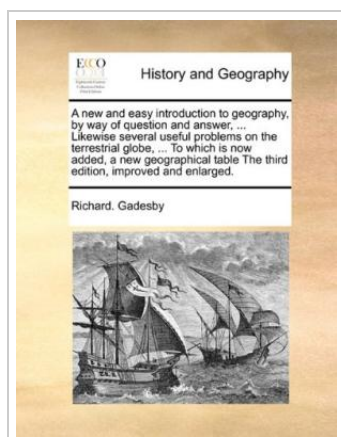 ECCO
History and Geography
A new and easy introduction to geography,
by way of question and answer, ...
Likewise several useful problems on the
terrestrial globe, ... To which is now
added, a new geographical table The third
edition, improved and enlarged.
Richard. Gadesby